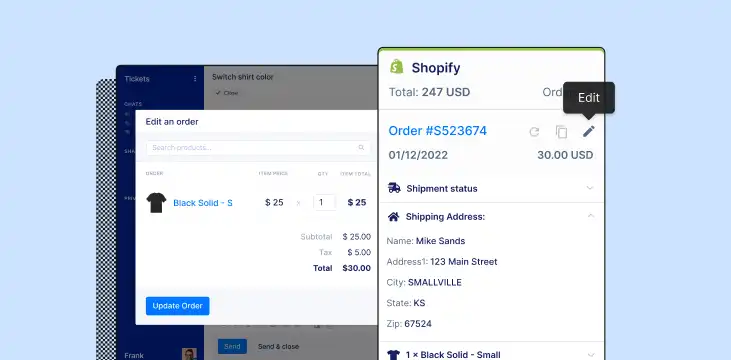 Tickets
Switch shirt color
Close
CHATS
Edit an order
Search products...
ORDER ITEM PRICE QTY ITEM TOTAL
Black Solid - S $ 25 x 1 $ 25
Subtotal $ 25.00
Tax $ 5.00
Total $30.00
Update Order
Send Send & close
Frank
Shopify
Total: 247 USD
Edit
Order #S523674
01/12/2022 30.00 USD
Shipment status
Shipping Address:
Name: Mike Sands
Address1: 123 Main Street
City: SMALLVILLE
State: KS
Zip: 67524
1 × Black Solid - Small